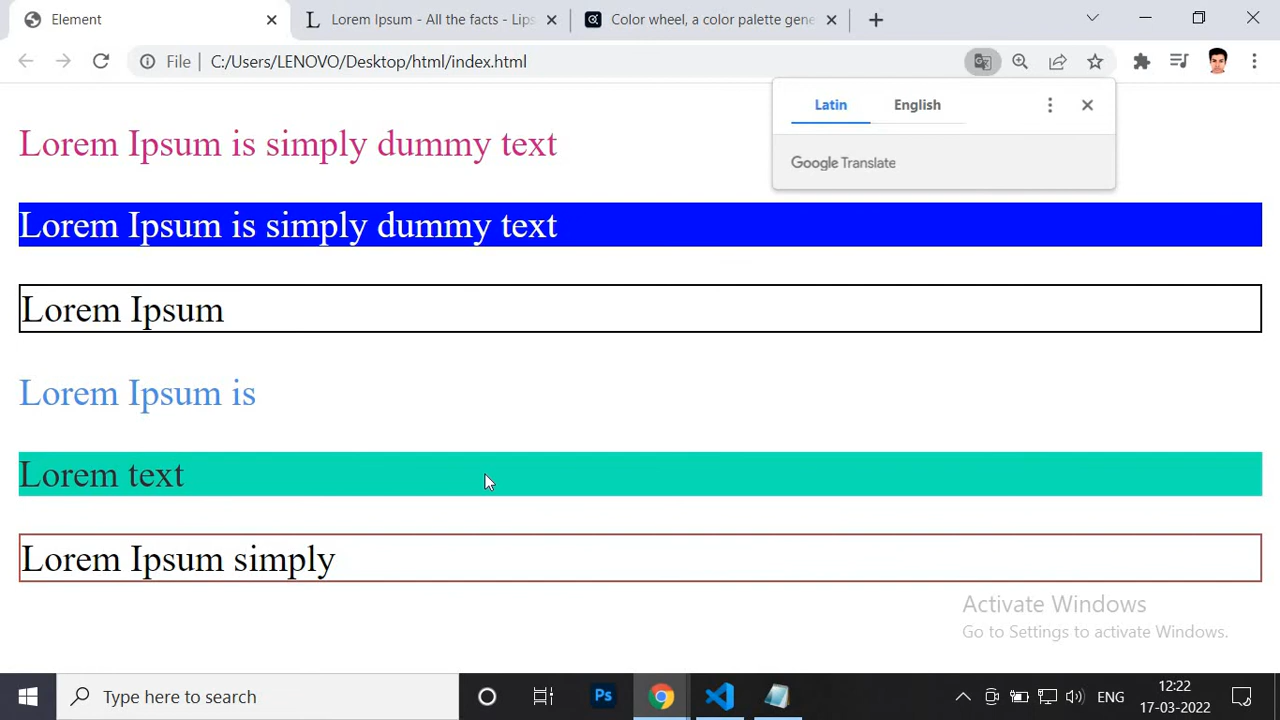 Element
Lorem Ipsum - All the facts - Lips
Color wheel, a color palette gene
File
C:/Users/LENOVO/Desktop/html/index.html
Latin
English
Google Translate
Lorem Ipsum is simply dummy text
Lorem Ipsum is simply dummy text
Lorem Ipsum
Lorem Ipsum is
Lorem text
Lorem Ipsum simply
Activate Windows
Go to Settings to activate Windows.
Type here to search
Ps
ENG
12:22
17-03-2022